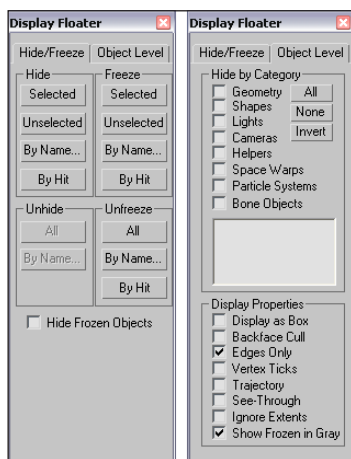 Display Floater
Hide/Freeze Object Level
Hide Freeze
Selected Selected
Unselected Unselected
By Name... By Name...
By Hit By Hit
Unhide Unfreeze
All All
By Name... By Name...
By Hit
Hide Frozen Objects
Display Floater
Hide/Freeze Object Level
Hide by Category
Geometry All
Shapes
Lights None
Cameras Invert
Helpers
Space Warps
Particle Systems
Bone Objects
Display Properties
Display as Box
Backface Cull
Edges Only
Vertex Ticks
Trajectory
See-Through
Ignore Extents
Show Frozen in Gray